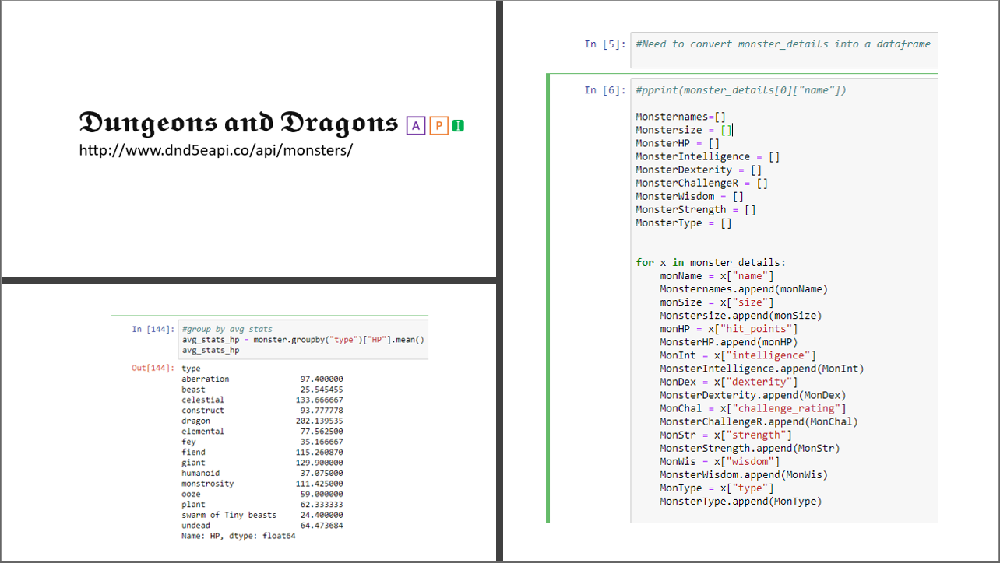 Dungeons and Dragons A P I
http://www.dnd5eapi.co/api/monsters/
In [144]: #group by avg stats
avg_stats_hp = monster.groupby("type")["HP"].mean()
avg_stats_hp
Out[144]: type
aberration 97.400000
beast 25.545455
celestial 133.666667
construct 93.777778
dragon 202.139535
elemental 77.562500
fey 35.166667
fiend 115.260870
giant 129.900000
humanoid 37.075000
monstrosity 111.425000
ooze 59.000000
plant 62.333333
swarm of Tiny beasts 24.400000
undead 64.473684
Name: HP, dtype: float64
In [5]: #Need to convert monster_details into a dataframe
In [6]: #pprint(monster_details[0]["name"])
Monsternames=[]
Monstersize = []
MonsterHP = []
MonsterIntelligence = []
MonsterDexterity = []
MonsterChallengeR = []
MonsterWisdom = []
MonsterStrength = []
MonsterType = []
for x in monster_details:
monName = x["name"]
Monsternames.append(monName)
monSize = x["size"]
Monstersize.append(monSize)
monHP = x["hit_points"]
MonsterHP.append(monHP)
MonInt = x["intelligence"]
MonsterIntelligence.append(MonInt)
MonDex = x["dexterity"]
MonsterDexterity.append(MonDex)
MonChal = x["challenge_rating"]
MonsterChallengeR.append(MonChal)
MonStr = x["strength"]
MonsterStrength.append(MonStr)
MonWis = x["wisdom"]
MonsterWisdom.append(MonWis)
MonType = x["type"]
MonsterType.append(MonType)